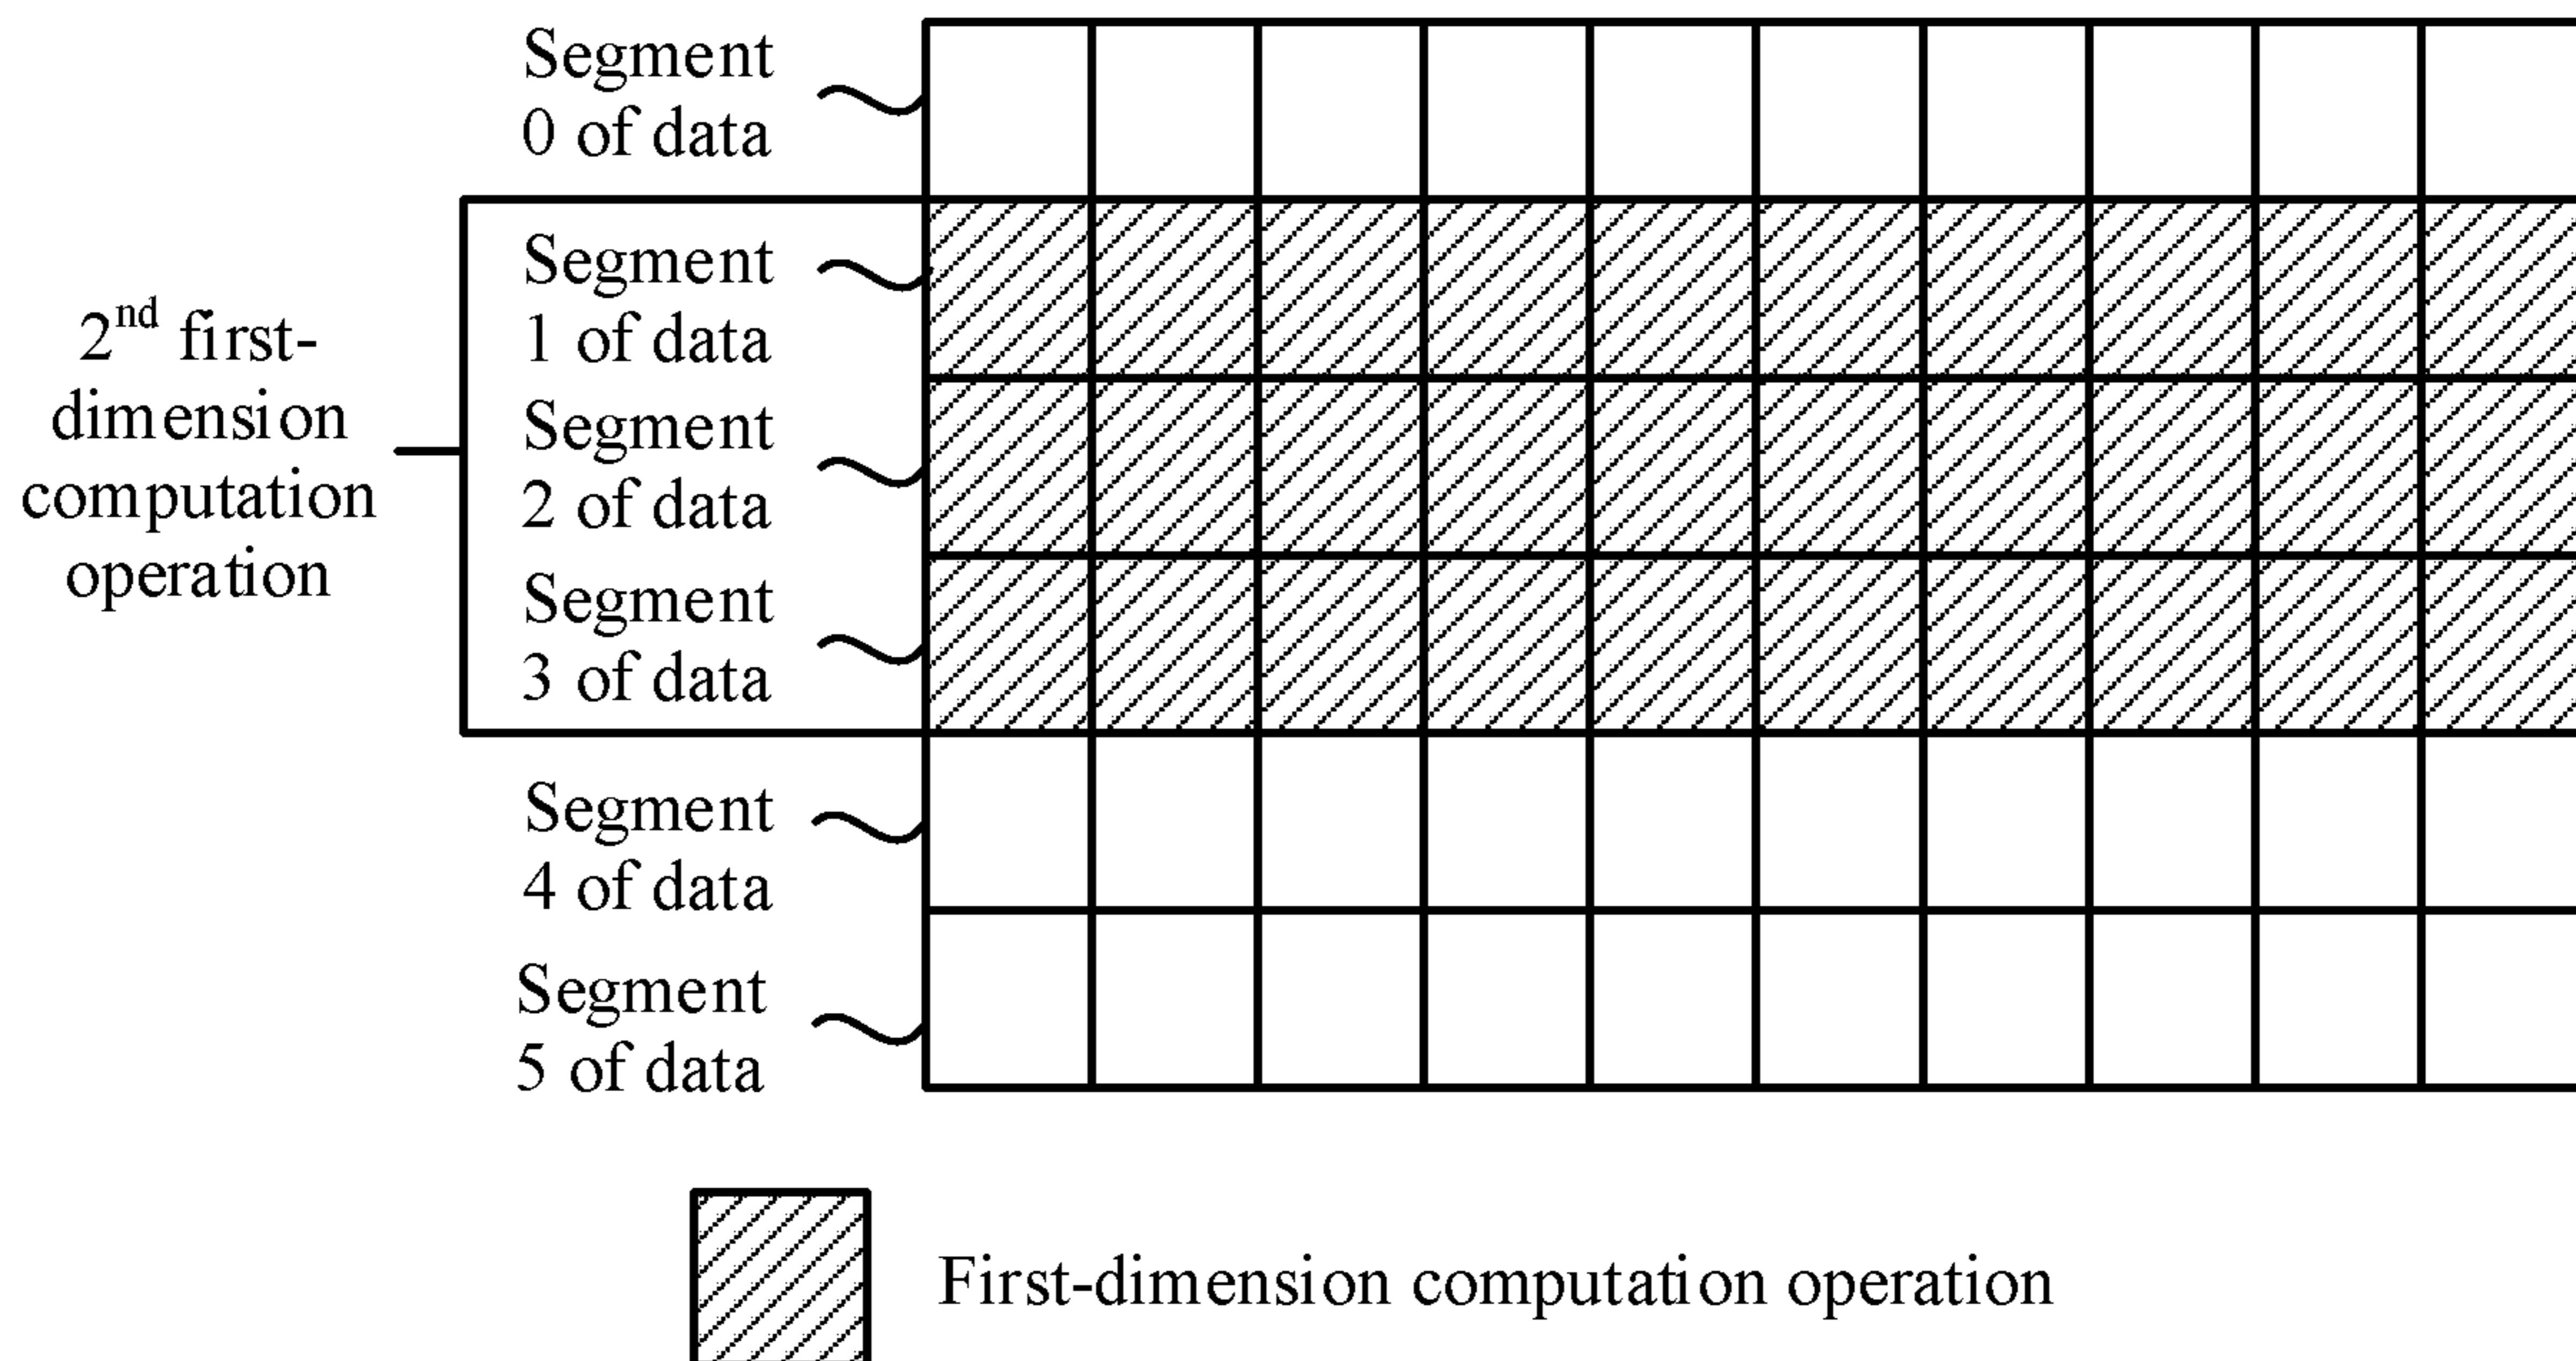 Segment
0 of data
2nd first-
dimension
computation
operation
Segment
1 of data
Segment
2 of data
Segment
3 of data
Segment
4 of data
Segment
5 of data
First-dimension computation operation